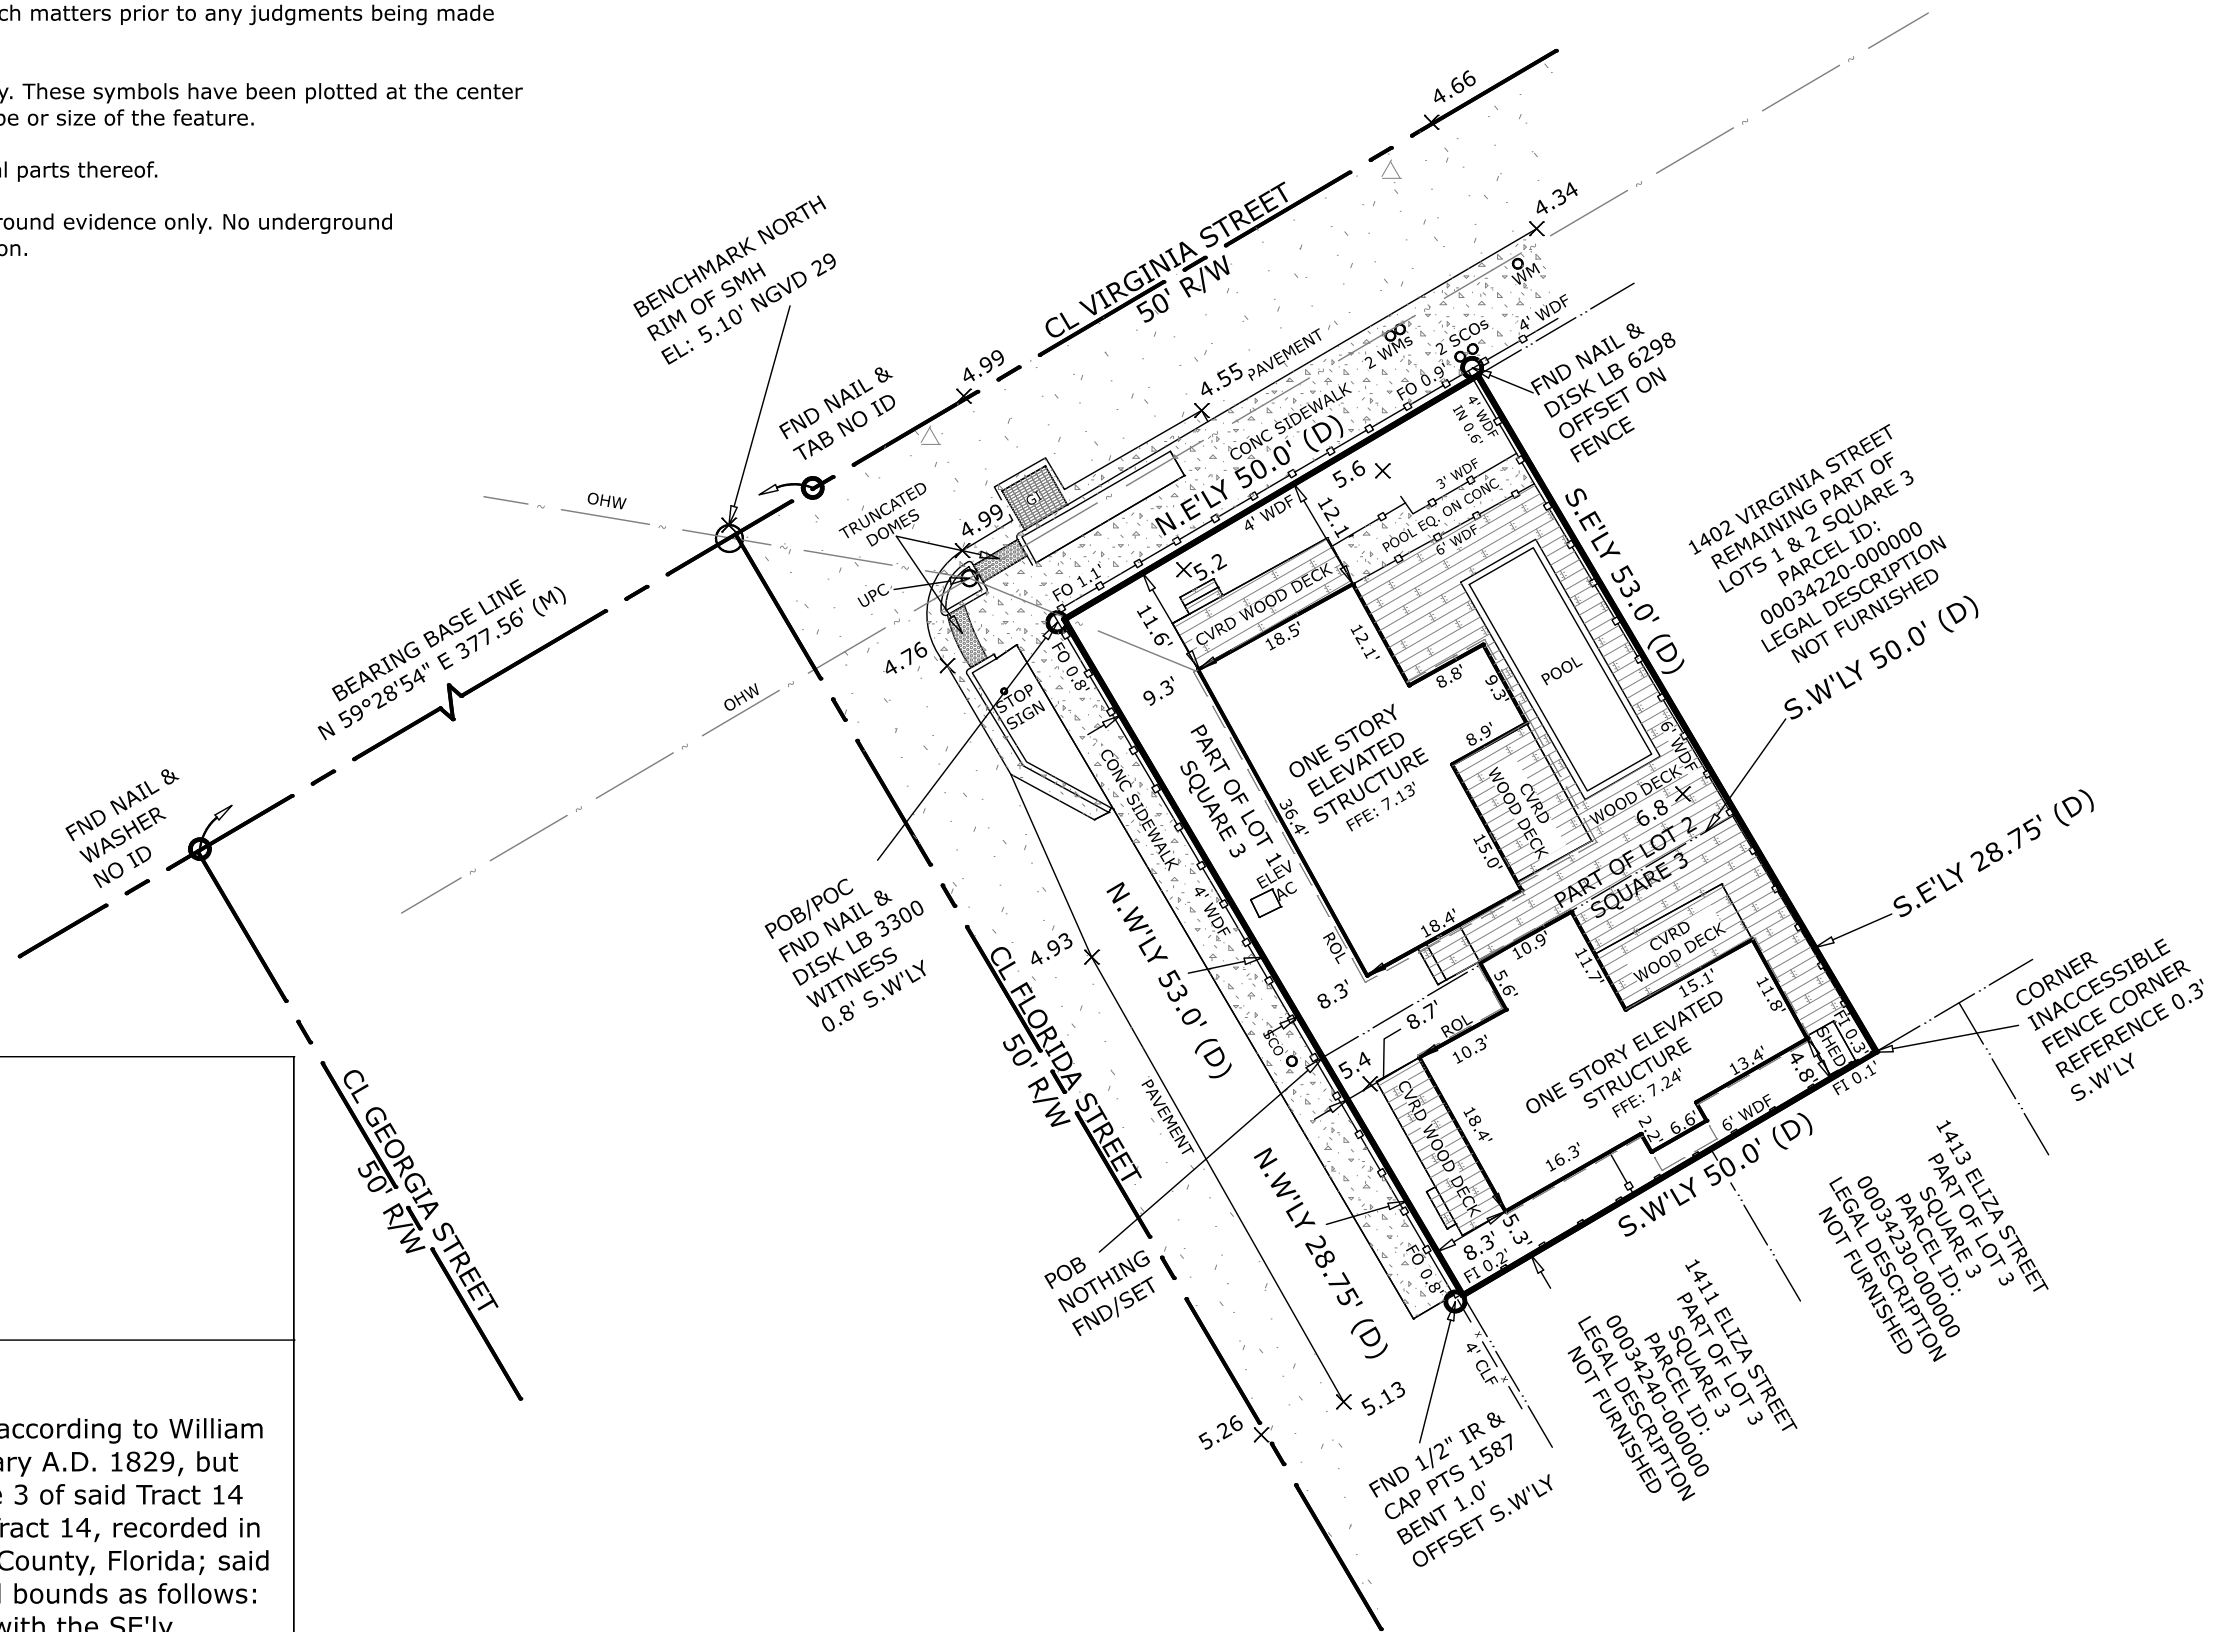 ch matters prior to any judgments being made
y. These symbols have been plotted at the center
pe or size of the feature.
l parts thereof.
round evidence only. No underground
on.
4.66
4.34
CL VIRGINIA STREET
50' R/W
BENCHMARK NORTH
RIM OF SMH
EL: 5.10' NGVD 29
FND NAIL &
TAB NO ID
4.99
4.55
PAVEMENT
2 WMs
2 SCOs
WM
4' WDF
FO 0.9'
CONC SIDEWALK
FND NAIL &
DISK LB 6298
OFFSET ON
FENCE
4' WDF
IN 0.6'
OHW
TRUNCATED
DOMES
4.99
GI
UPC
N.E'LY 50.0' (D)
5.6
4' WDF
12.1'
3' WDF
POOL EQ. ON CONC
6' WDF
S.E'LY 53.0' (D)
1402 VIRGINIA STREET
REMAINING PART OF
LOTS 1 & 2 SQUARE 3
PARCEL ID:
00034220-000000
LEGAL DESCRIPTION
NOT FURNISHED
BEARING BASE LINE
N 59°28'54" E 377.56' (M)
FO 1.1'
5.2
11.6'
CVRD WOOD DECK
18.5'
12.1'
8.8'
9.3'
8.9'
POOL
4.76
FO 0.8'
STOP
SIGN
OHW
9.3'
PART OF LOT 1
SQUARE 3
36.4'
ONE STORY
ELEVATED
STRUCTURE
FFE: 7.13'
CVRD
WOOD DECK
15.0'
WOOD DECK
6.8
6' WDF
S.W'LY 50.0' (D)
PART OF LOT 2
SQUARE 3
FND NAIL &
WASHER
NO ID
CONC SIDEWALK
4' WDF
ELEV
AC
ROL
18.4'
POB/POC
FND NAIL &
DISK LB 3300
WITNESS
0.8' S.W'LY
4.93
N.W'LY 53.0' (D)
8.3'
8.7'
10.9'
5.6'
11.7'
CVRD
WOOD DECK
15.1'
11.8'
S.E'LY 28.75' (D)
CORNER
INACCESSIBLE
FENCE CORNER
REFERENCE 0.3'
S.W'LY
CL FLORIDA STREET
50' R/W
SCO
5.4
ROL
10.3'
ONE STORY ELEVATED
STRUCTURE
FFE: 7.24'
13.4'
4.8'
SHED
FI 0.3'
FI 0.1'
CL GEORGIA STREET
50' R/W
PAVEMENT
CVRD WOOD DECK
18.4'
16.3'
2.2'
6.6'
6' WDF
S.W'LY 50.0' (D)
N.W'LY 28.75' (D)
POB
NOTHING
FND/SET
FO 0.8'
8.3'
5.3'
FI 0.2'
4' CLF
5.13
5.26
FND 1/2" IR &
CAP PTS 1587
BENT 1.0'
OFFSET S.W'LY
1411 ELIZA STREET
PART OF LOT 3
SQUARE 3
PARCEL ID:
00034240-000000
LEGAL DESCRIPTION
NOT FURNISHED
1413 ELIZA STREET
PART OF LOT 3
SQUARE 3
PARCEL ID:
00034230-000000
LEGAL DESCRIPTION
NOT FURNISHED
according to William
ary A.D. 1829, but
e 3 of said Tract 14
Tract 14, recorded in
County, Florida; said
d bounds as follows:
with the SE'ly